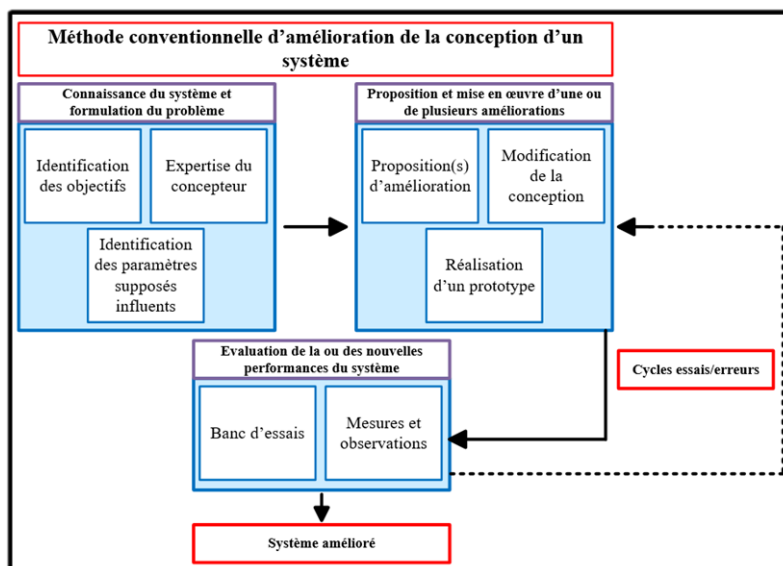 Méthode conventionnelle d’amélioration de la conception d’un
système
Connaissance du système et
formulation du problème
Identification
des objectifs
Expertise du
concepteur
Identification
des paramètres
supposés
influents
Proposition et mise en œuvre d’une ou
de plusieurs améliorations
Proposition(s)
d’amélioration
Modification
de la
conception
Réalisation
d’un prototype
Evaluation de la ou des nouvelles
performances du système
Banc d’essais
Mesures et
observations
Cycles essais/erreurs
Système amélioré